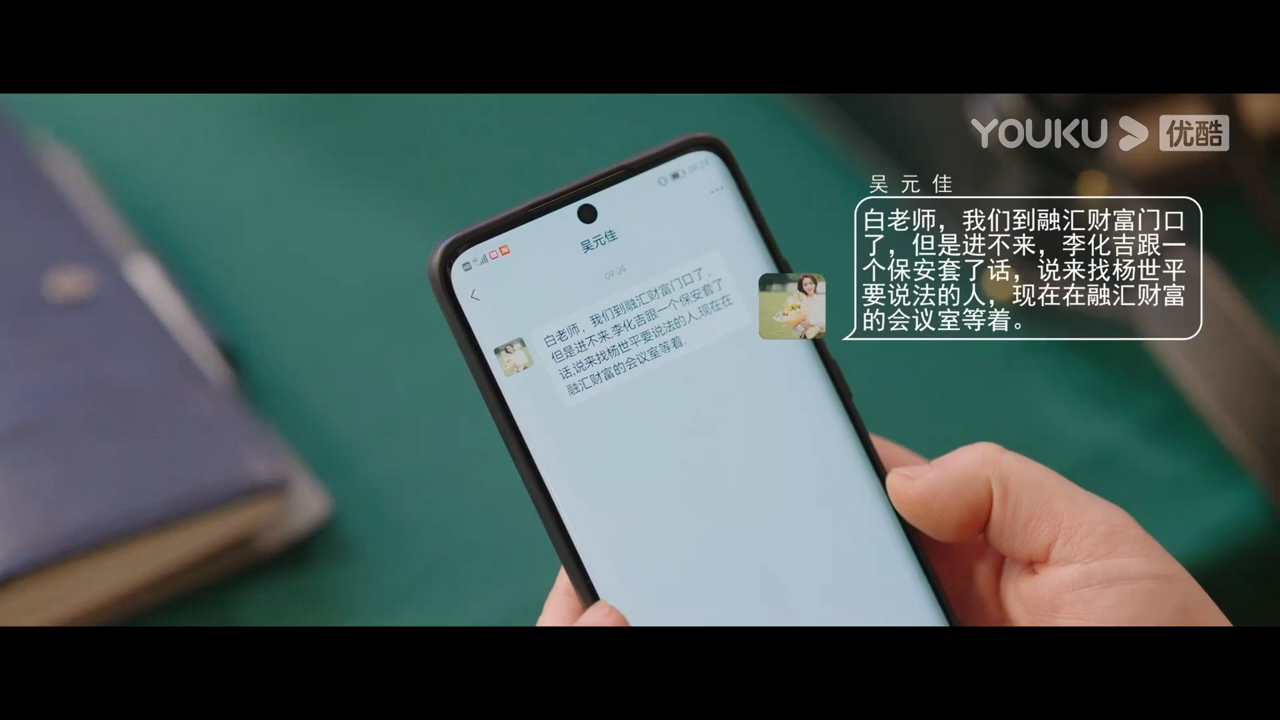 YOUKU 优酷
吴元佳
白老师，我们到融汇财富门口
了，但是进不来，李化吉跟一
个保安套了话，说来找杨世平
要说法的人，现在在融汇财富
的会议室等着。
09:24
吴元佳
09:24
白老师，我们到融汇财富门口了，
但是进不来,李化吉跟一个保安套了
话,说来找杨世平要说法的人,现在在
融汇财富的会议室等着.